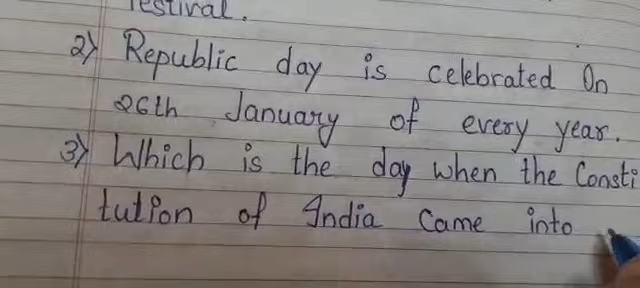 Festival.
2) Republic day is celebrated On
26th January of every year.
3) Which is the day when the Consti
tution of India Came into